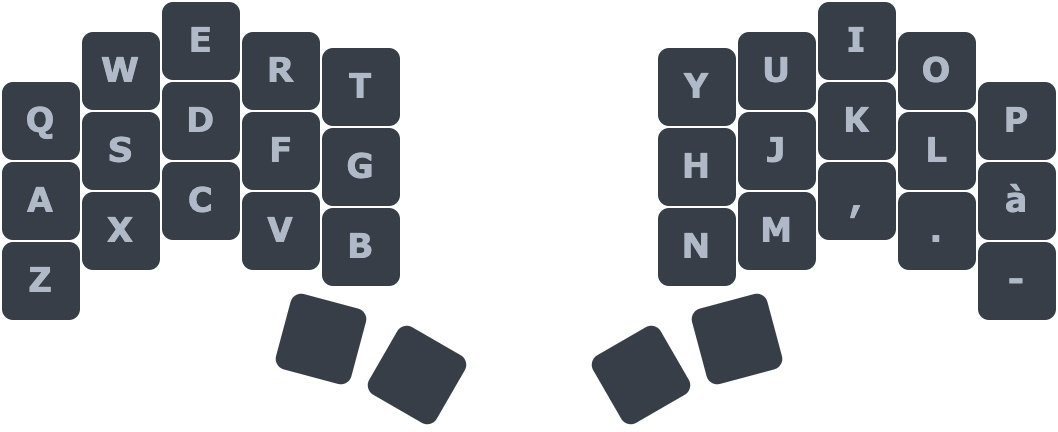 Q W E R T Y U I O P
A S D F G H J K L à
Z X C V B N M , . -